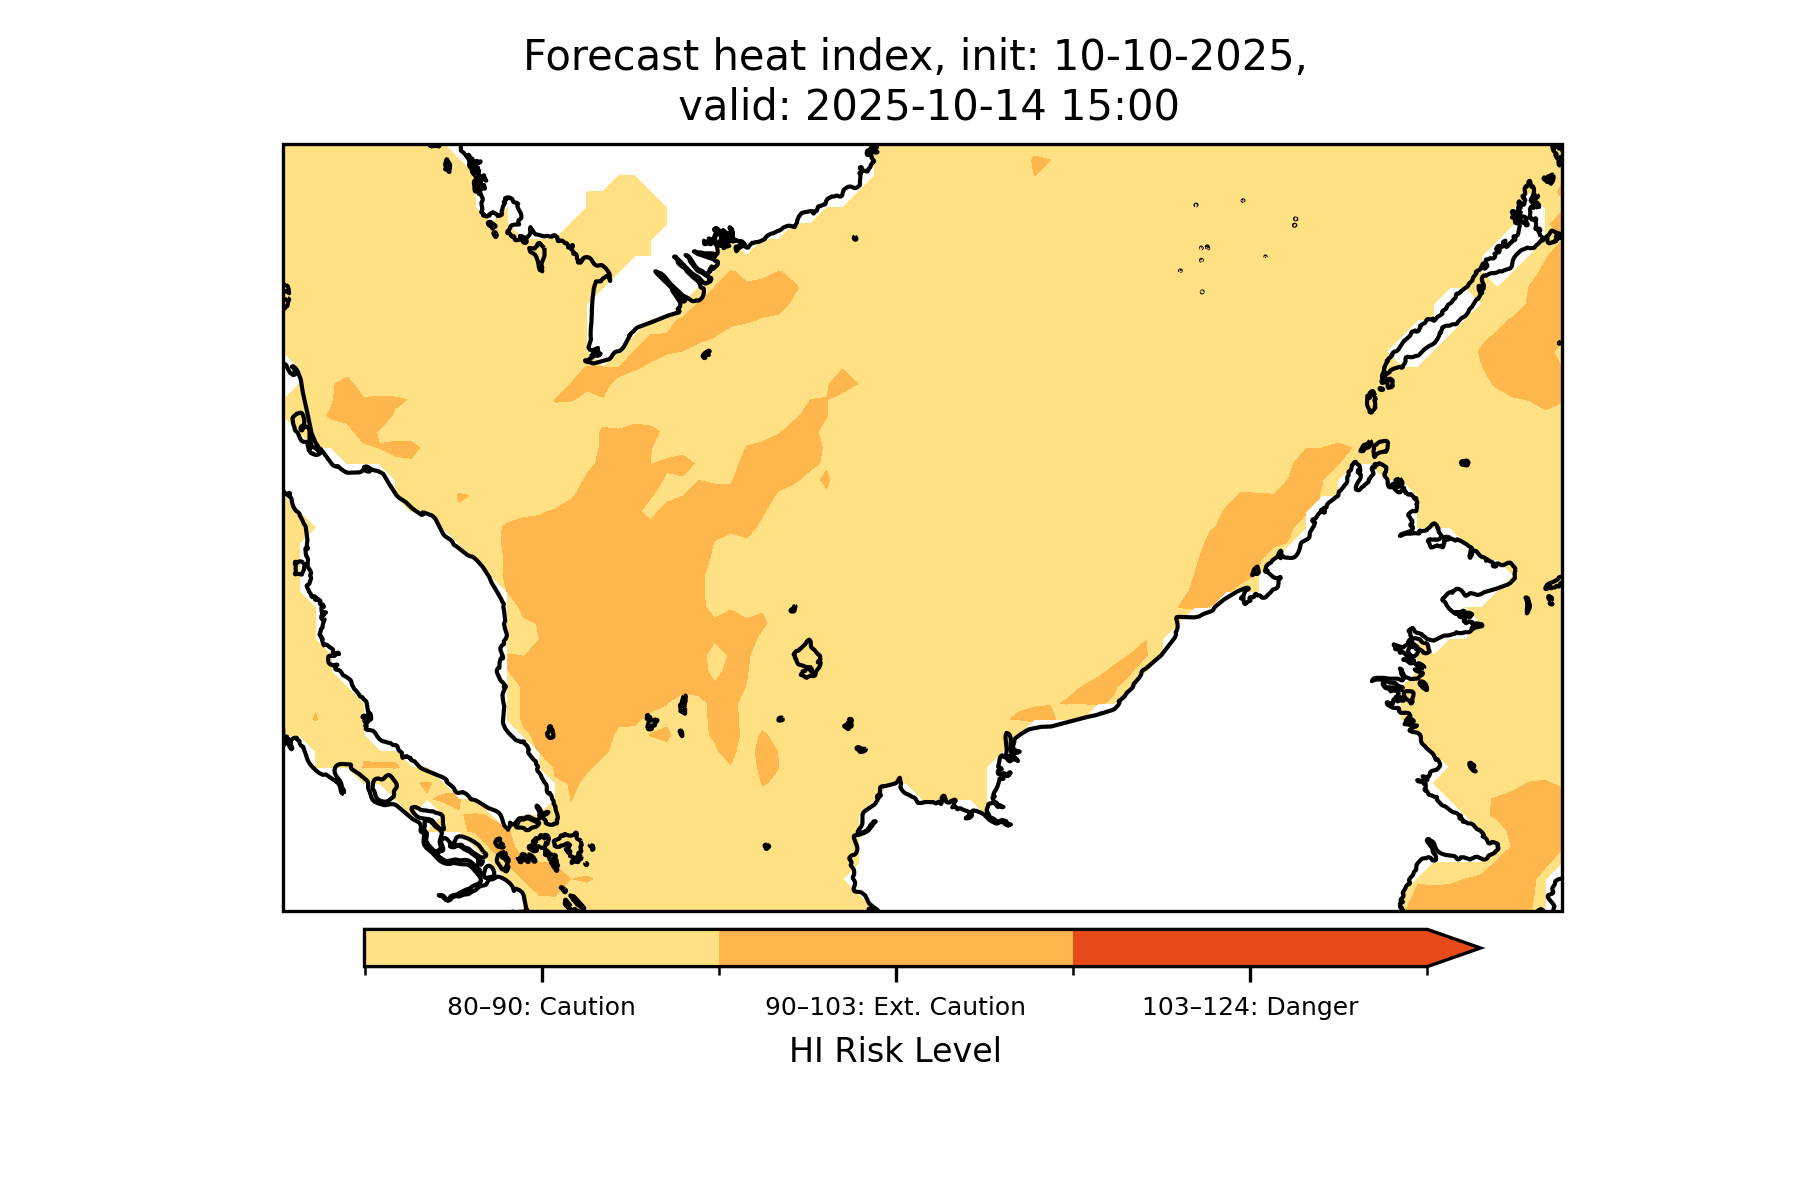 Forecast heat index, init: 10-10-2025,
valid: 2025-10-14 15:00
80–90: Caution
90–103: Ext. Caution
103–124: Danger
HI Risk Level